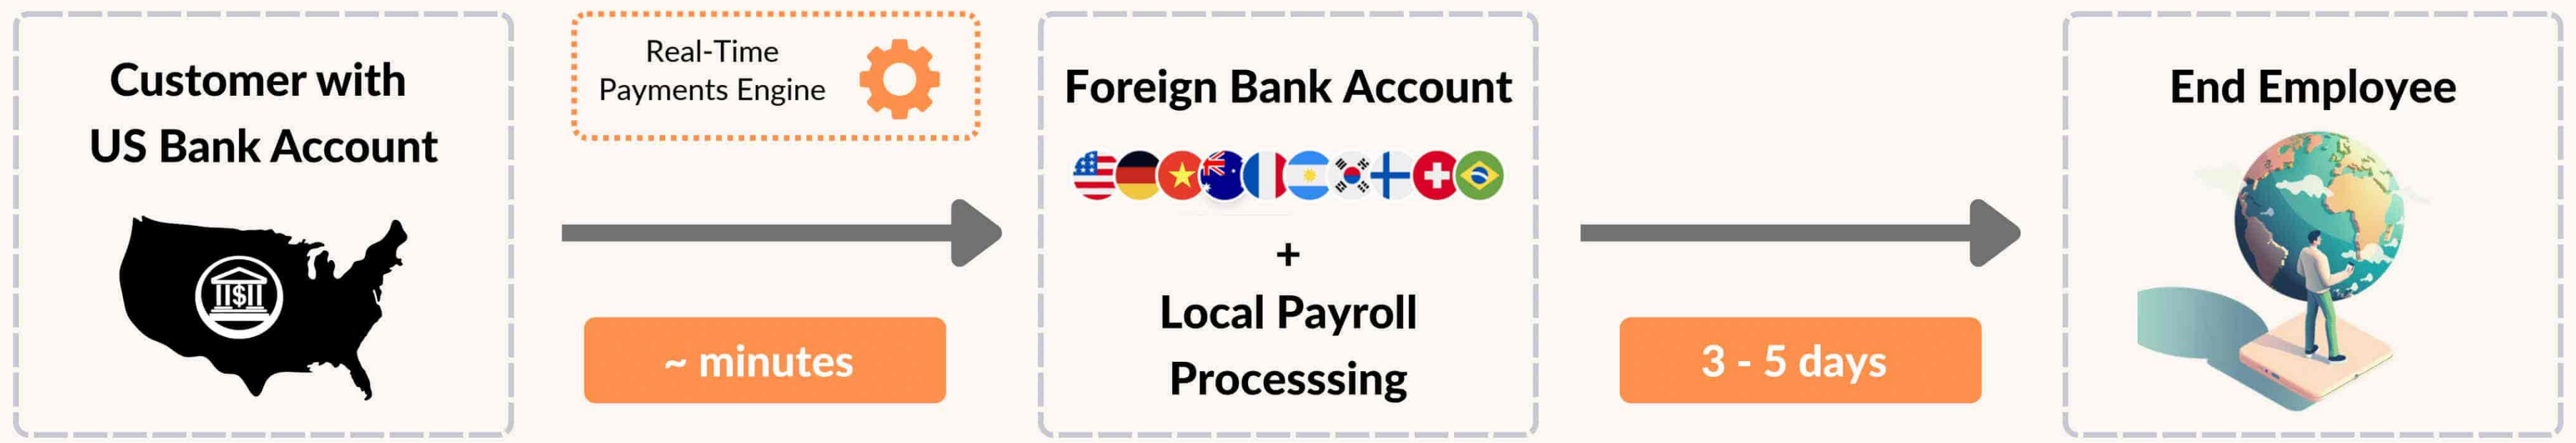 Customer with
US Bank Account
Real-Time
Payments Engine
~ minutes
Foreign Bank Account
+
Local Payroll
Processsing
3 - 5 days
End Employee